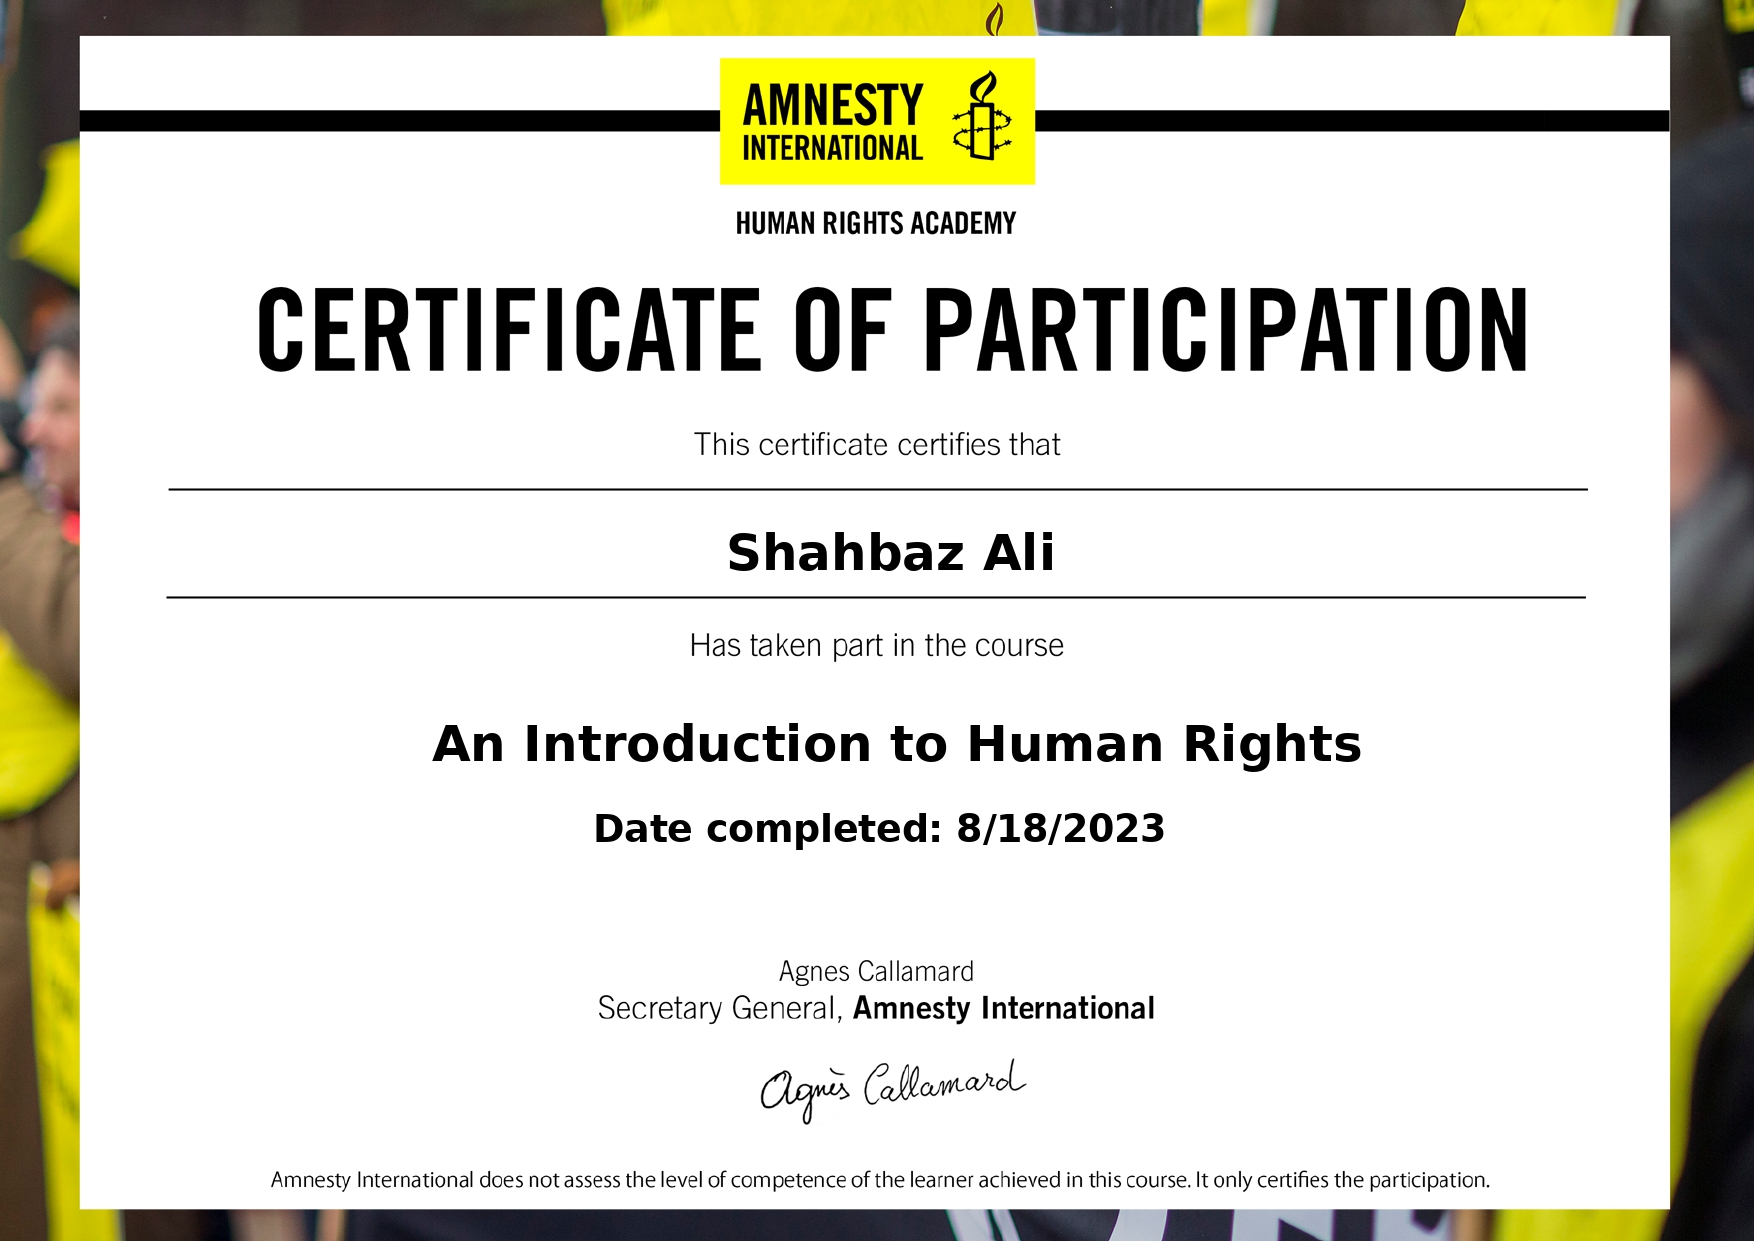 AMNESTY
INTERNATIONAL
HUMAN RIGHTS ACADEMY
CERTIFICATE OF PARTICIPATION
This certificate certifies that
Shahbaz Ali
Has taken part in the course
An Introduction to Human Rights
Date completed: 8/18/2023
Agnes Callamard
Secretary General, Amnesty International
Agnès Callamard
Amnesty International does not assess the level of competence of the learner achieved in this course. It only certifies the participation.